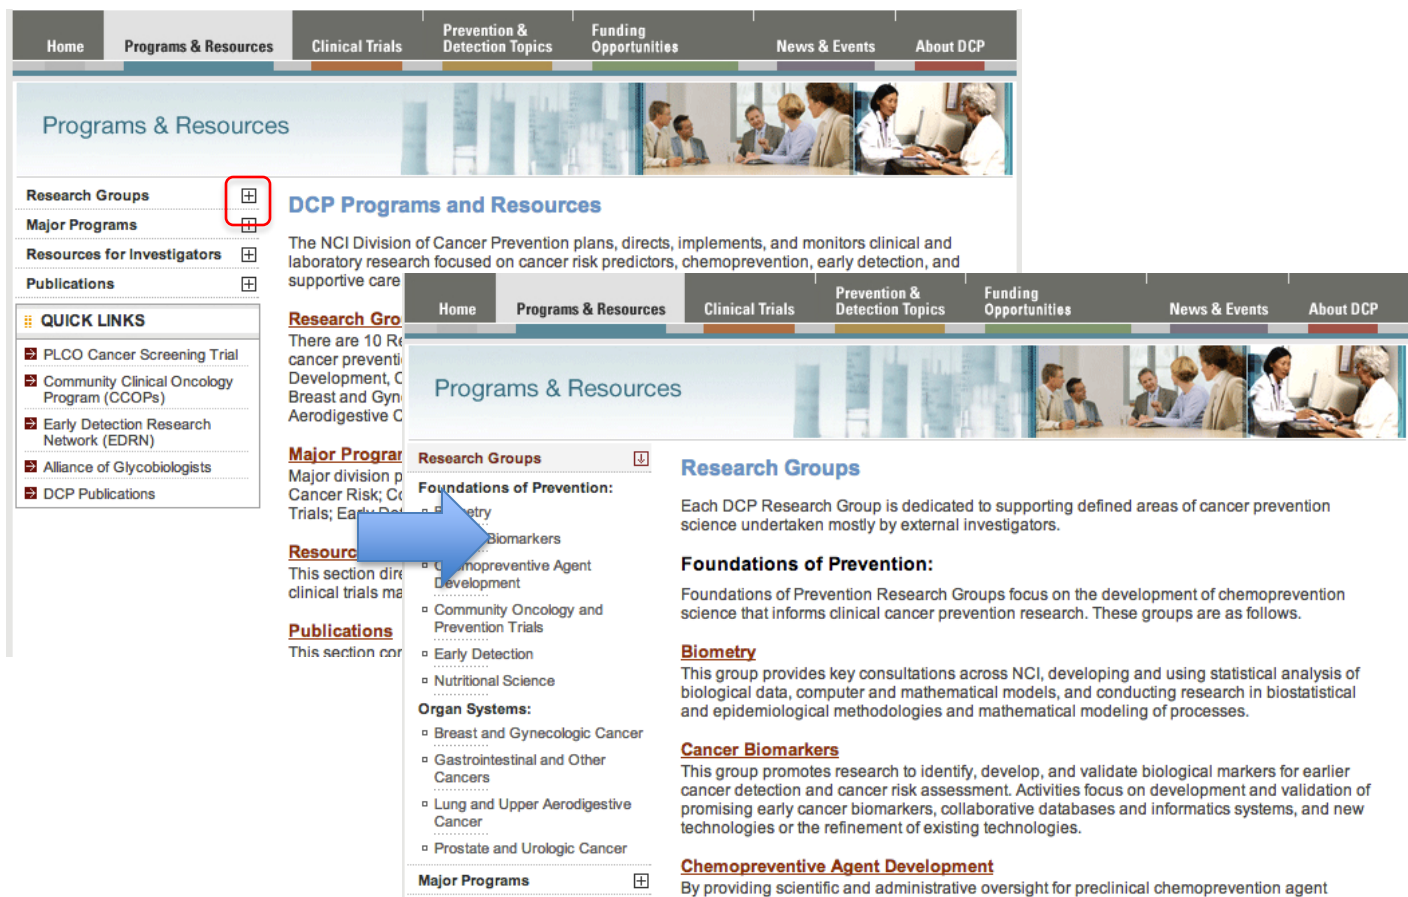 Home
Programs & Resources
Clinical Trials
Prevention &
Detection Topics
Funding
Opportunities
News & Events
About DCP
Programs & Resources
Research Groups
Major Programs
Resources for Investigators
Publications
QUICK LINKS
PLCO Cancer Screening Trial
Community Clinical Oncology
Program (CCOPs)
Early Detection Research
Network (EDRN)
Alliance of Glycobiologists
DCP Publications
DCP Programs and Resources
The NCI Division of Cancer Prevention plans, directs, implements, and monitors clinical and
laboratory research focused on cancer risk predictors, chemoprevention, early detection, and
supportive care
Research Gro
There are 10 Re
cancer preventi
Development, C
Breast and Gyn
Aerodigestive C
Major Program
Major division p
Cancer Risk; Co
Trials; Early De
Resourc
This section dire
clinical trials ma
Publications
This section con
Home
Programs & Resources
Clinical Trials
Prevention &
Detection Topics
Funding
Opportunities
News & Events
About DCP
Programs & Resources
Research Groups
Foundations of Prevention:
Biomarkers
Development
Community Oncology and
Prevention Trials
Early Detection
Nutritional Science
Organ Systems:
Breast and Gynecologic Cancer
Gastrointestinal and Other
Cancers
Lung and Upper Aerodigestive
Cancer
Prostate and Urologic Cancer
Major Programs
Research Groups
Each DCP Research Group is dedicated to supporting defined areas of cancer prevention
science undertaken mostly by external investigators.
Foundations of Prevention:
Foundations of Prevention Research Groups focus on the development of chemoprevention
science that informs clinical cancer prevention research. These groups are as follows.
Biometry
This group provides key consultations across NCI, developing and using statistical analysis of
biological data, computer and mathematical models, and conducting research in biostatistical
and epidemiological methodologies and mathematical modeling of processes.
Cancer Biomarkers
This group promotes research to identify, develop, and validate biological markers for earlier
cancer detection and cancer risk assessment. Activities focus on development and validation of
promising early cancer biomarkers, collaborative databases and informatics systems, and new
technologies or the refinement of existing technologies.
Chemopreventive Agent Development
By providing scientific and administrative oversight for preclinical chemoprevention agent